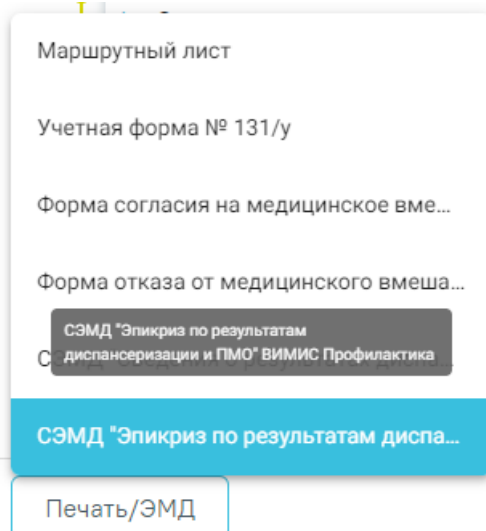 Маршрутный лист
Учетная форма № 131/у
Форма согласия на медицинское вме...
Форма отказа от медицинского вмеша...
СЭМД "Эпикриз по результатам
диспансеризации и ПМО" ВИМИС Профилактика
СЭМД "Эпикриз по результатам диспа...
Печать/ЭМД